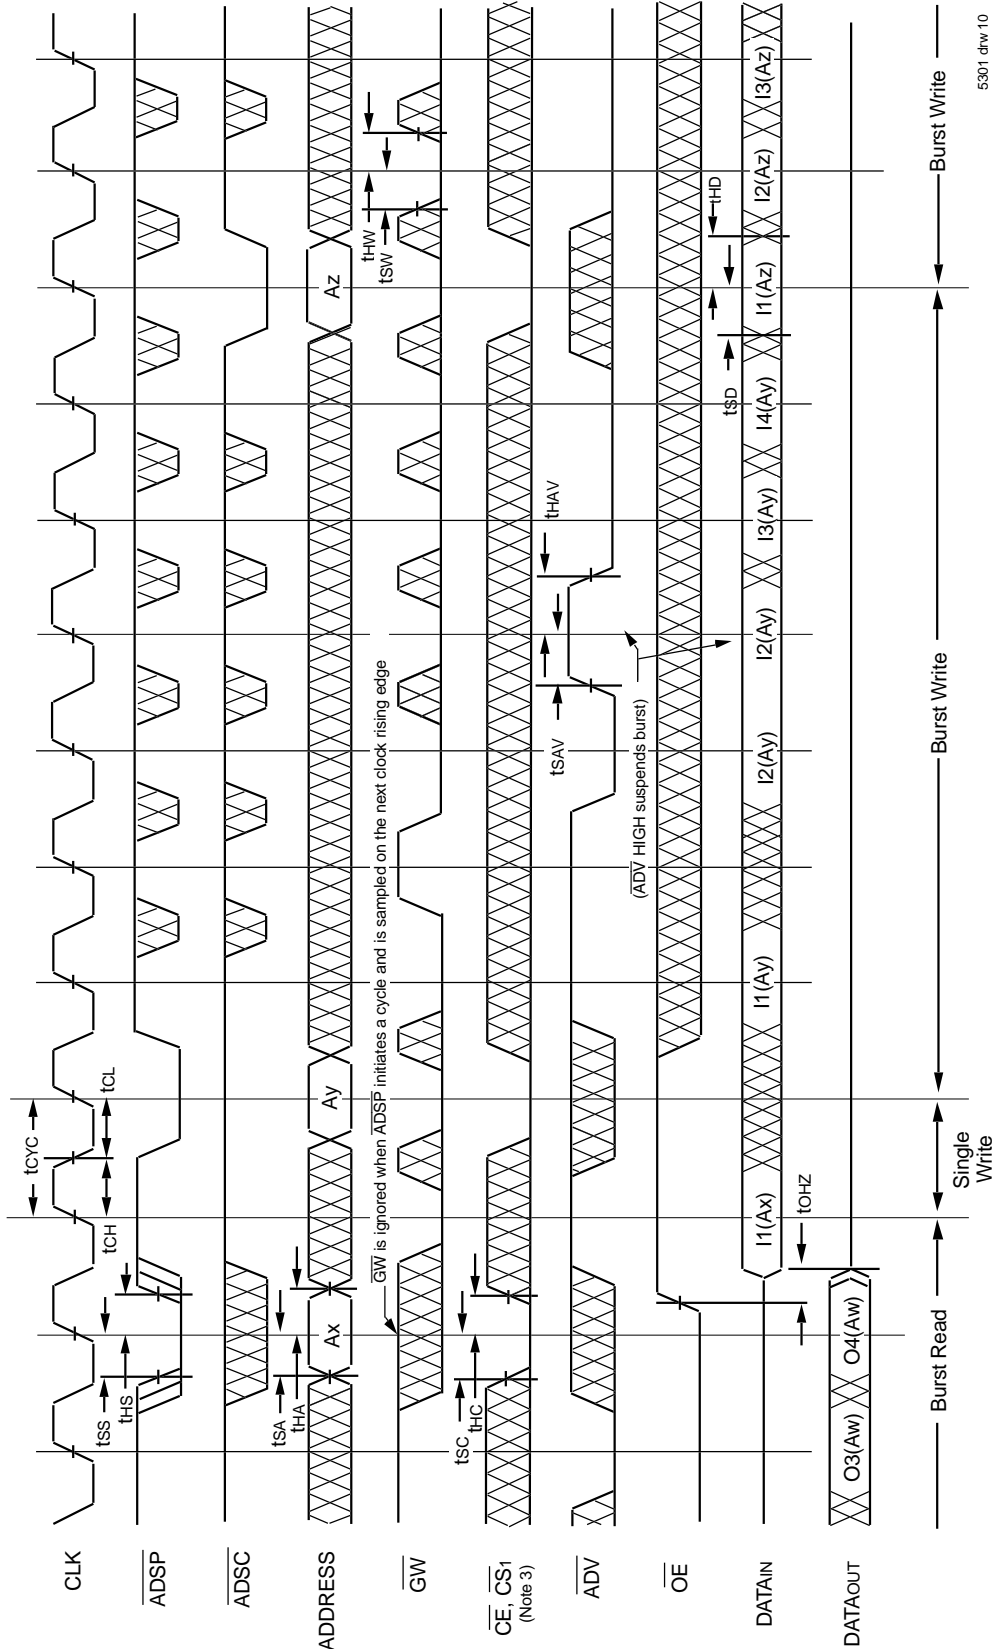 CLK
tCYC
tCH
tCL
ADSP
tSS
tHS
ADSC
ADDRESS
tSA
tHA
Ax
Ay
Az
GW
GW is ignored when ADSP initiates a cycle and is sampled on the next clock rising edge
tHW
tSW
CE, CS1
(Note 3)
tSC
tHC
ADV
tSAV
tHAV
(ADV HIGH suspends burst)
OE
DATAIN
I1(Ax)
I1(Ay)
I2(Ay)
I2(Ay)
I3(Ay)
I4(Ay)
I1(Az)
I2(Az)
I3(Az)
tSD
tHD
tOHZ
DATAOUT
O3(Aw)
O4(Aw)
Burst Read
Single
Write
Burst Write
Burst Write
5301 drw 10